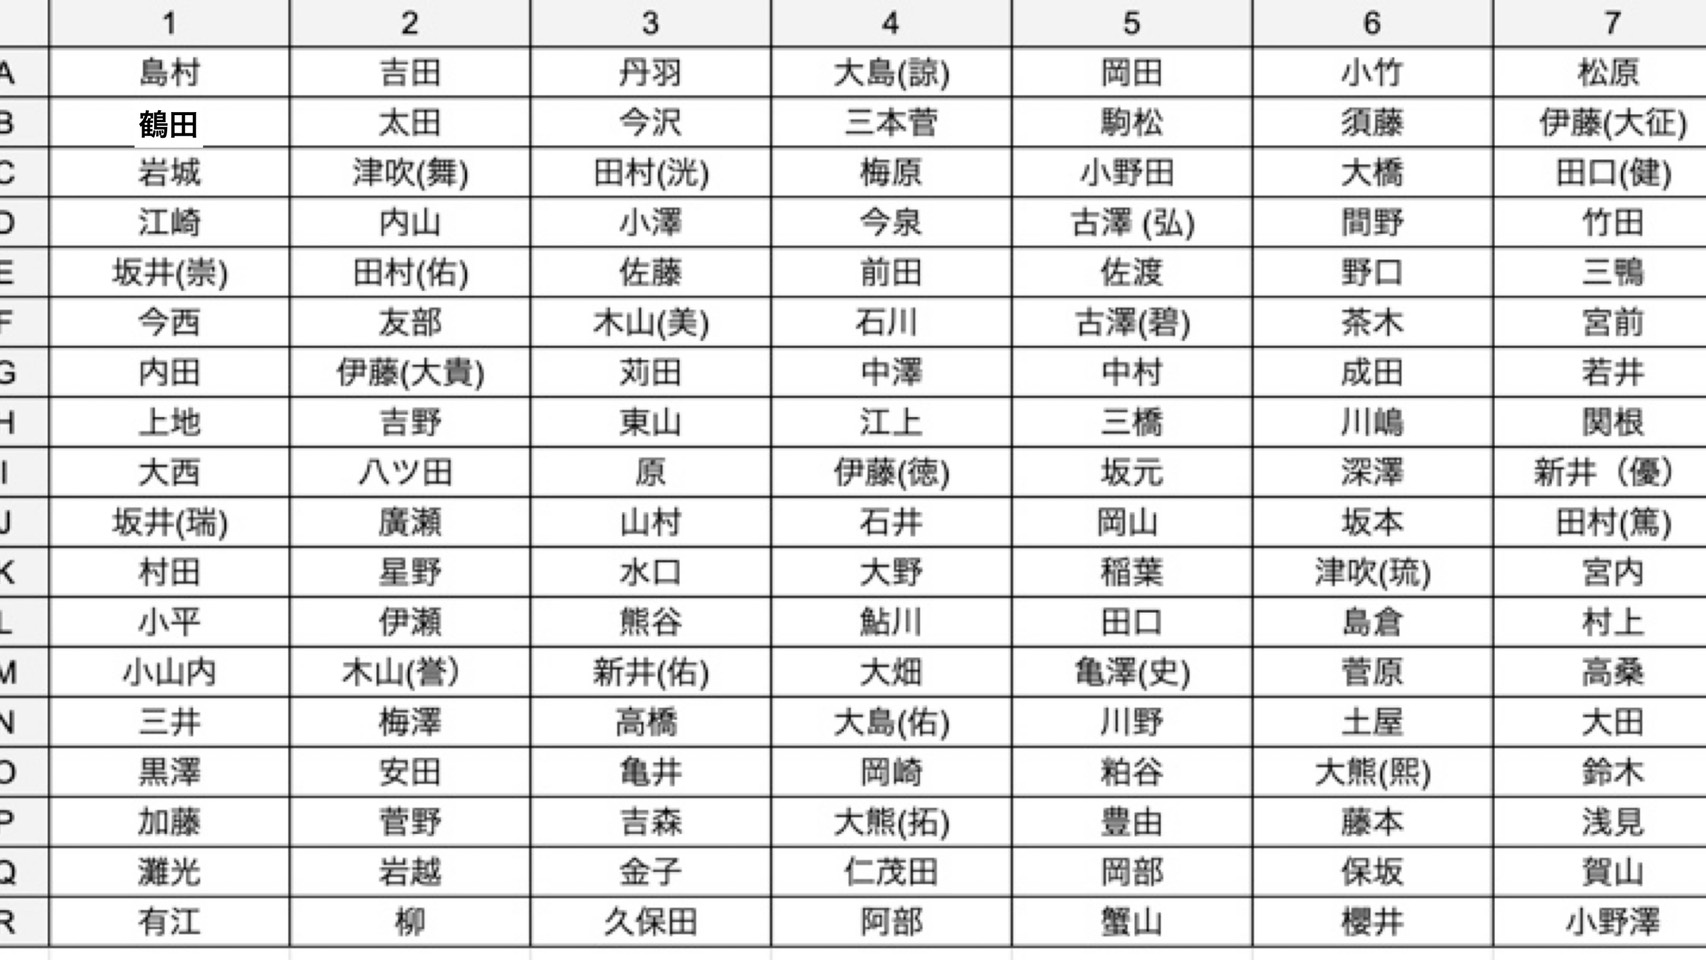 1 2 3 4 5 6 7
A 島村 吉田 丹羽 大島(諒) 岡田 小竹 松原
B 鶴田 太田 今沢 三本菅 駒松 須藤 伊藤(大征)
C 岩城 津吹(舞) 田村(洸) 梅原 小野田 大橋 田口(健)
D 江崎 内山 小澤 今泉 古澤 (弘) 間野 竹田
E 坂井(崇) 田村(佑) 佐藤 前田 佐渡 野口 三鴨
F 今西 友部 木山(美) 石川 古澤(碧) 茶木 宮前
G 内田 伊藤(大貴) 苅田 中澤 中村 成田 若井
H 上地 吉野 東山 江上 三橋 川嶋 関根
I 大西 八ツ田 原 伊藤(徳) 坂元 深澤 新井（優）
J 坂井(瑞) 廣瀬 山村 石井 岡山 坂本 田村(篤)
K 村田 星野 水口 大野 稲葉 津吹(琉) 宮内
L 小平 伊瀬 熊谷 鮎川 田口 島倉 村上
M 小山内 木山(誉） 新井(佑) 大畑 亀澤(史) 菅原 高桑
N 三井 梅澤 高橋 大島(佑) 川野 土屋 大田
O 黒澤 安田 亀井 岡崎 粕谷 大熊(熙) 鈴木
P 加藤 菅野 吉森 大熊(拓) 豊由 藤本 浅見
Q 灘光 岩越 金子 仁茂田 岡部 保坂 賀山
R 有江 柳 久保田 阿部 蟹山 櫻井 小野澤